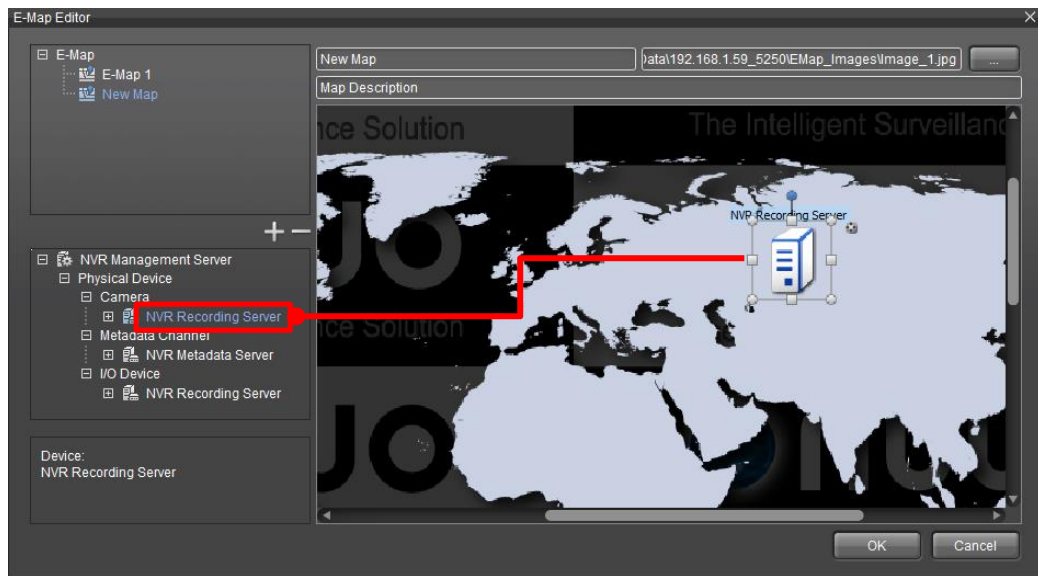 E-Map Editor
E-Map
E-Map 1
New Map
New Map
Data\192.168.1.59_5250\EMap_Images\Image_1.jpg
...
Map Description
nce Solution
The Intelligent Surveillanc
NVR Recording Server
NVR Management Server
Physical Device
Camera
NVR Recording Server
Metadata Channel
NVR Metadata Server
I/O Device
NVR Recording Server
nce Solution
Device:
NVR Recording Server
OK
Cancel